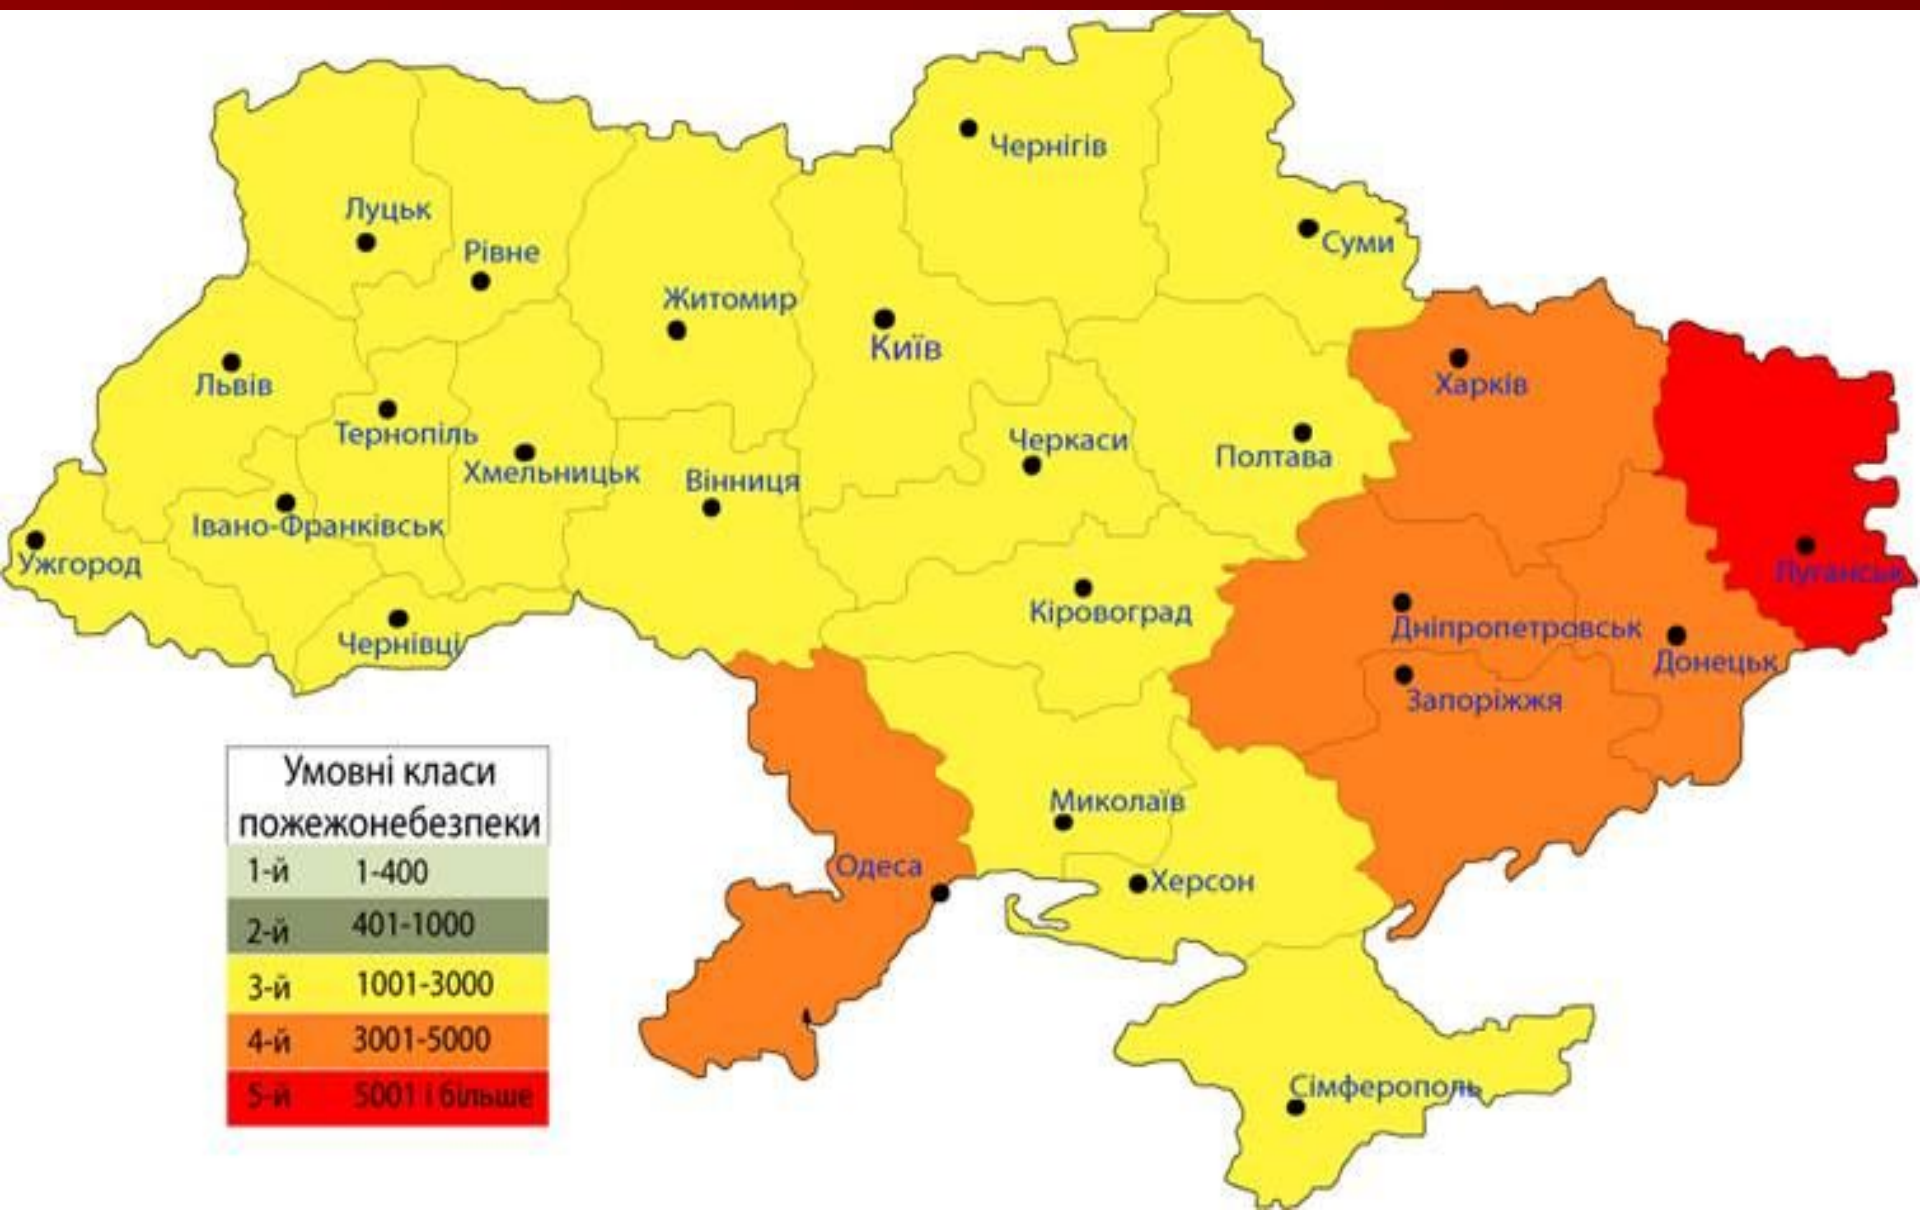 Чернігів
Луцьк
Суми
Рівне
Житомир
Київ
Львів
Харків
Тернопіль
Черкаси
Полтава
Хмельницьк
Вінниця
Івано-Франківськ
Ужгород
Луганськ
Кіровоград
Дніпропетровськ
Чернівці
Донецьк
Запоріжжя
Миколаїв
Одеса
Херсон
Сімферополь
Умовні класи
пожежонебезпеки
1-й 1-400
2-й 401-1000
3-й 1001-3000
4-й 3001-5000
5-й 5001 і більше